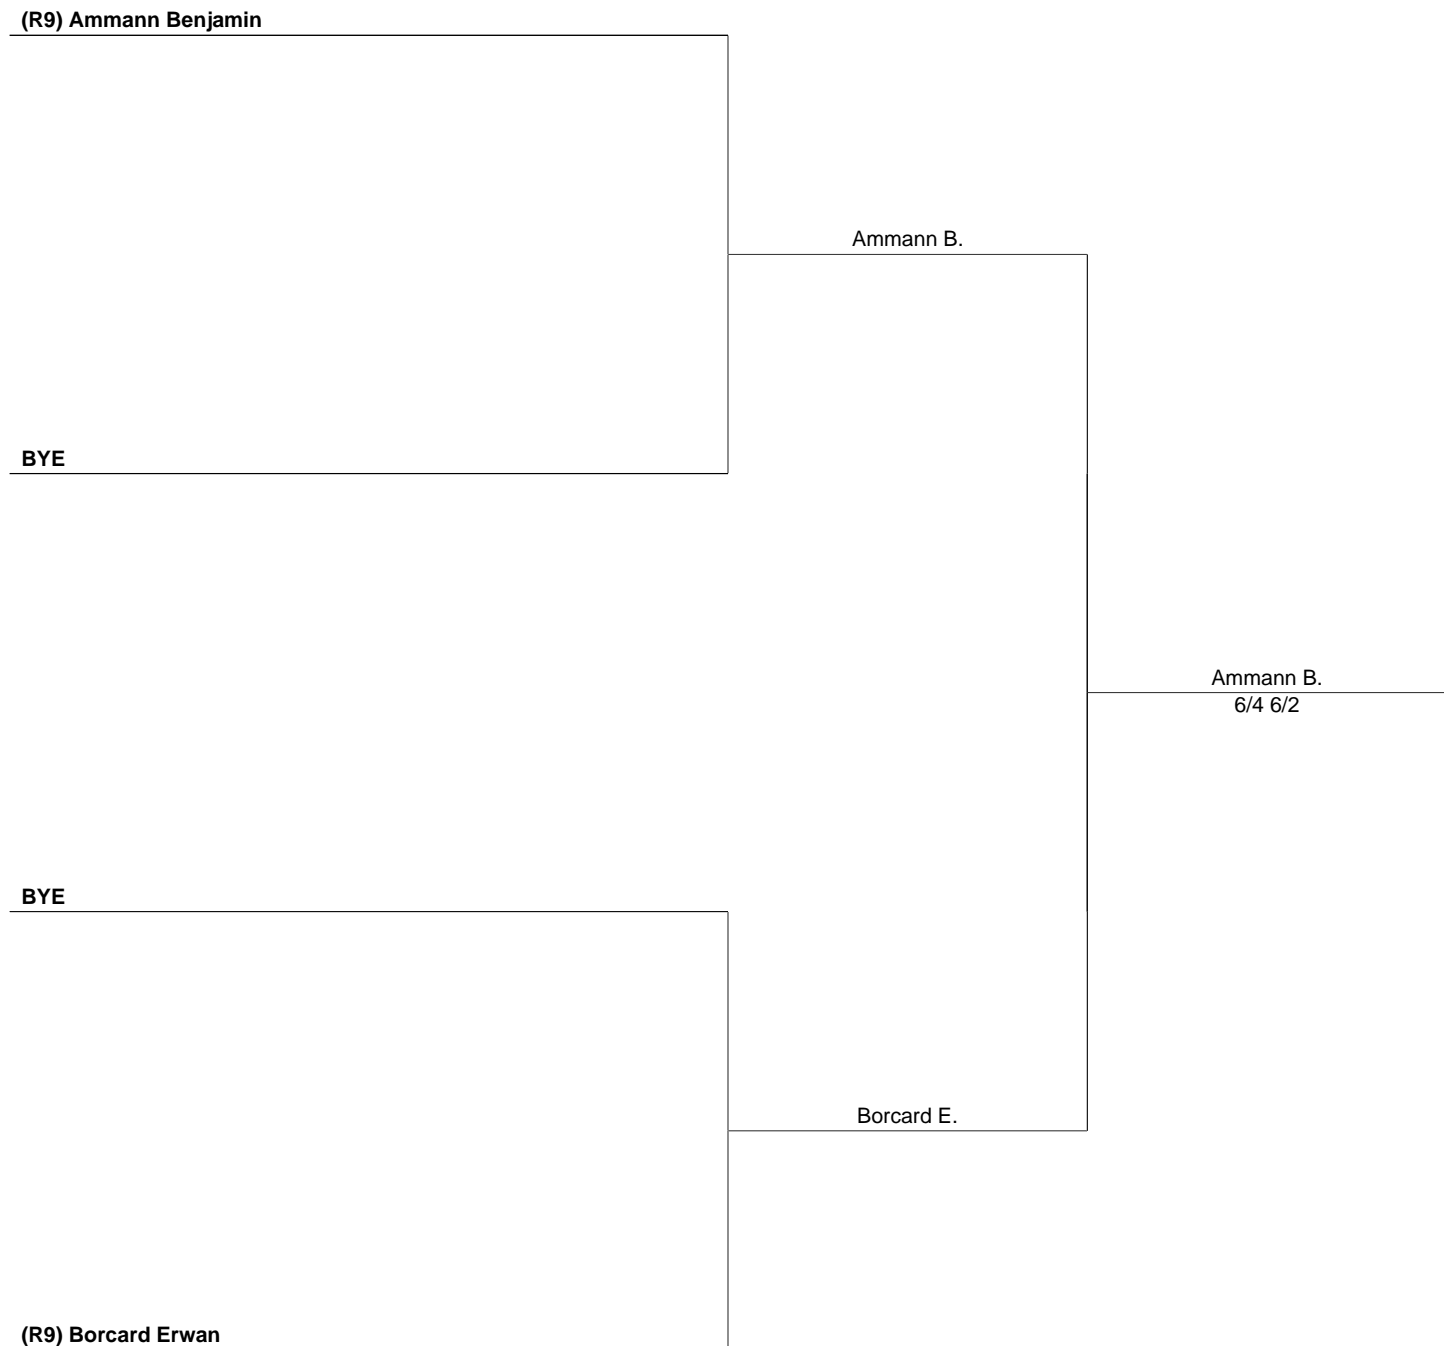 (R9) Ammann Benjamin
Ammann B.
BYE
Ammann B.
6/4 6/2
BYE
Borcard E.
(R9) Borcard Erwan